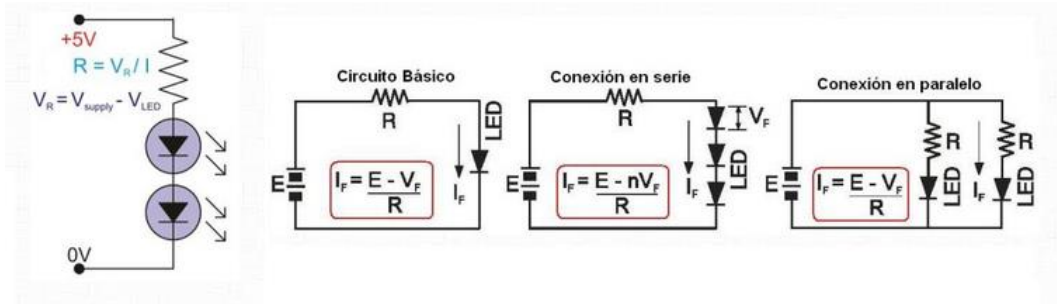 +5V
R = V_R / I
V_R = V_supply - V_LED
0V
Circuito Básico
R
LED
E
I_F = E - V_F
R
I_F
Conexión en serie
R
V_F
LED
E
I_F = E - nV_F
R
I_F
Conexión en paralelo
R
R
LED
LED
E
I_F = E - V_F
R
I_F